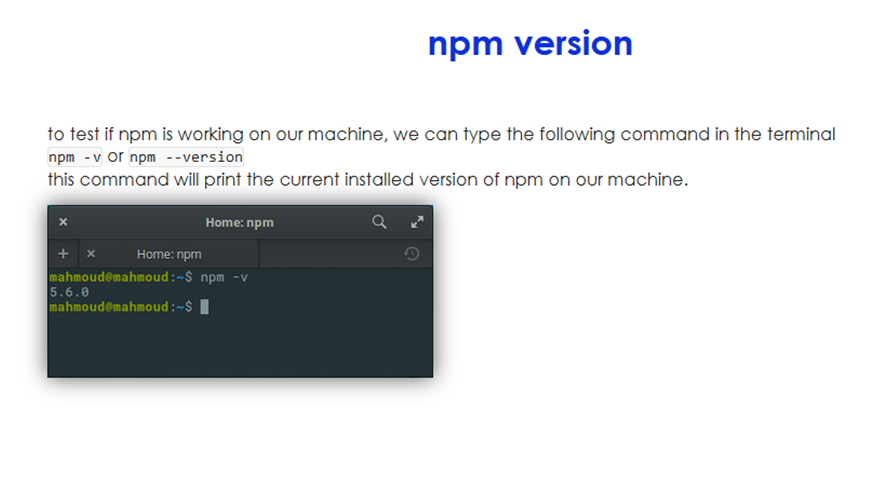 npm version
to test if npm is working on our machine, we can type the following command in the terminal
npm -v or npm --version
this command will print the current installed version of npm on our machine.
Home: npm
Home: npm
mahmoud@mahmoud:~$ npm -v
5.6.0
mahmoud@mahmoud:~$